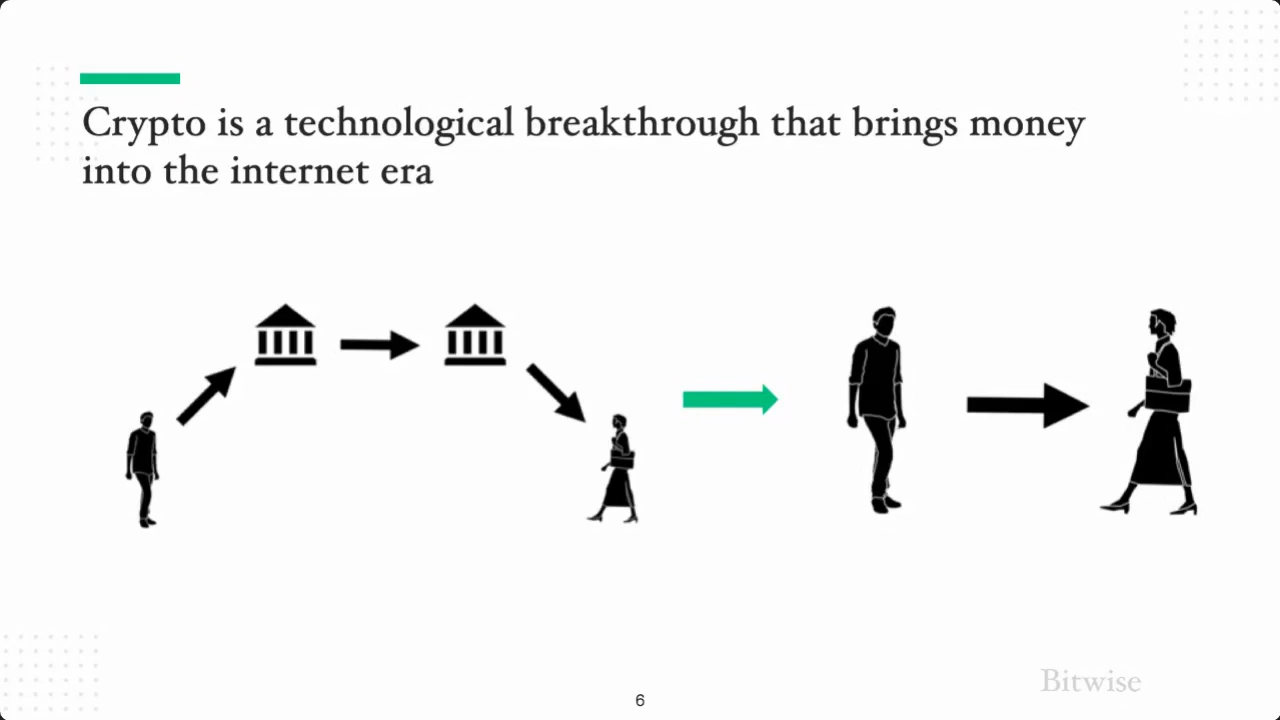 Crypto is a technological breakthrough that brings money
into the internet era
Bitwise
6